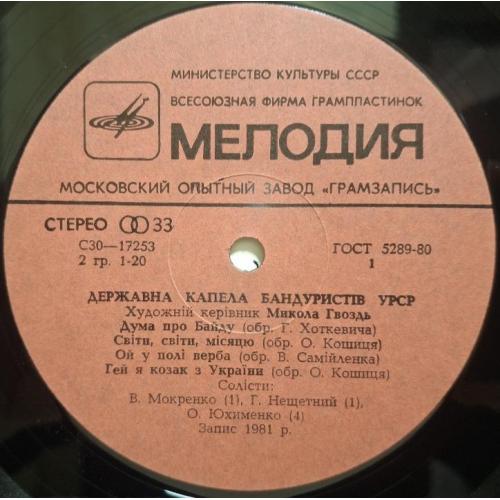 МИНИСТЕРСТВО КУЛЬТУРЫ СССР
ВСЕСОЮЗНАЯ ФИРМА ГРАМПЛАСТИНОК
МЕЛОДИЯ
МОСКОВСКИЙ ОПЫТНЫЙ ЗАВОД «ГРАМЗАПИСЬ»
СТЕРЕО 33
С30—17253
2 гр. 1-20
ГОСТ 5289-80
1
ДЕРЖАВНА КАПЕЛА БАНДУРИСТІВ УРСР
Художній керівник Микола Гвоздь
Дума про Байду (обр. Г. Хоткевича)
Світи, світи, місяцю (обр. О. Кошиця)
Ой у полі верба (обр. В. Самійленка)
Гей я козак з України (обр. О. Кошиця)
Солісти:
В. Мокренко (1), Г. Нещетний (1),
О. Юхименко (4)
Запис 1981 р.